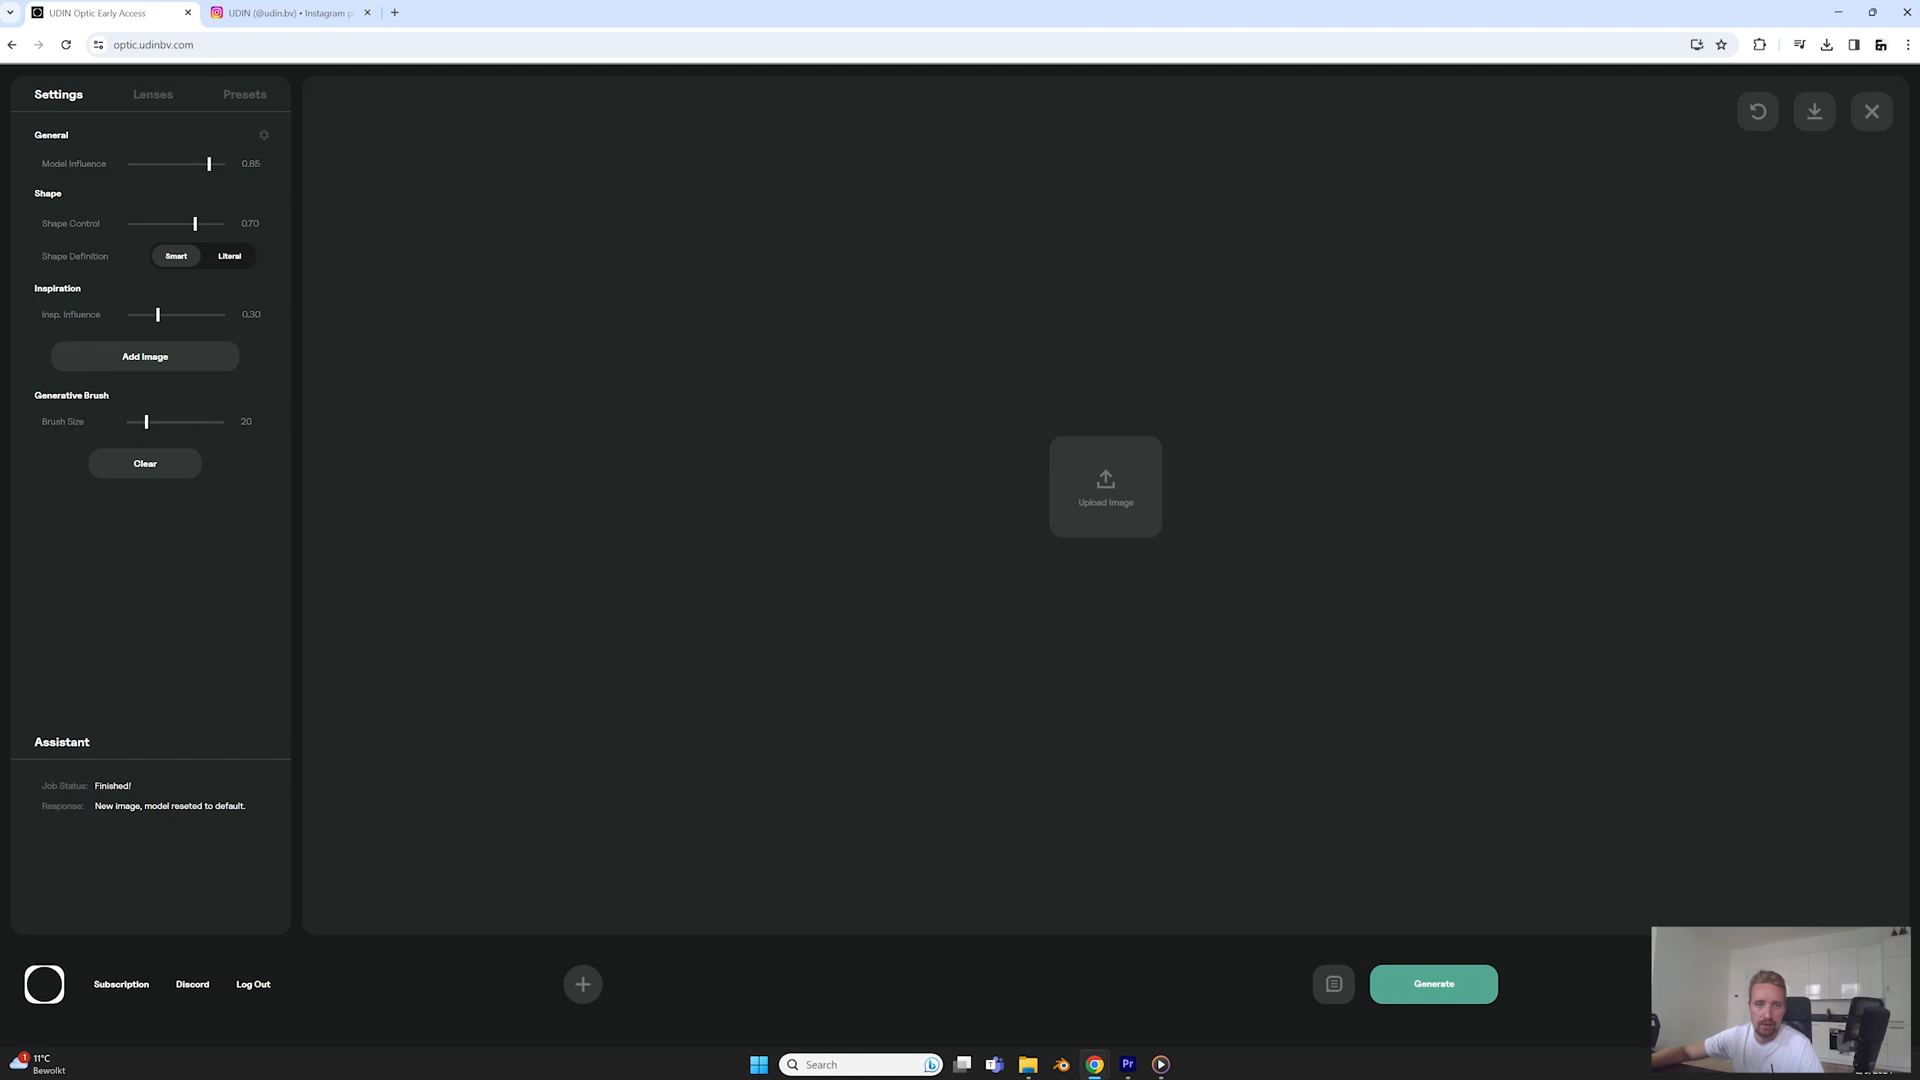 UDIN Optic Early Access
UDIN (@udin.bv) • Instagram p
optic.udinbv.com
Settings
Lenses
Presets
General
Model Influence
0.85
Shape
Shape Control
0.70
Shape Definition
Smart
Literal
Inspiration
Insp. Influence
0.30
Add Image
Generative Brush
Brush Size
20
Clear
Upload Image
Assistant
Job Status: Finished!
Response: New image, model reseted to default.
Subscription
Discord
Log Out
Generate
1
11°C
Bewolkt
Search
Pr